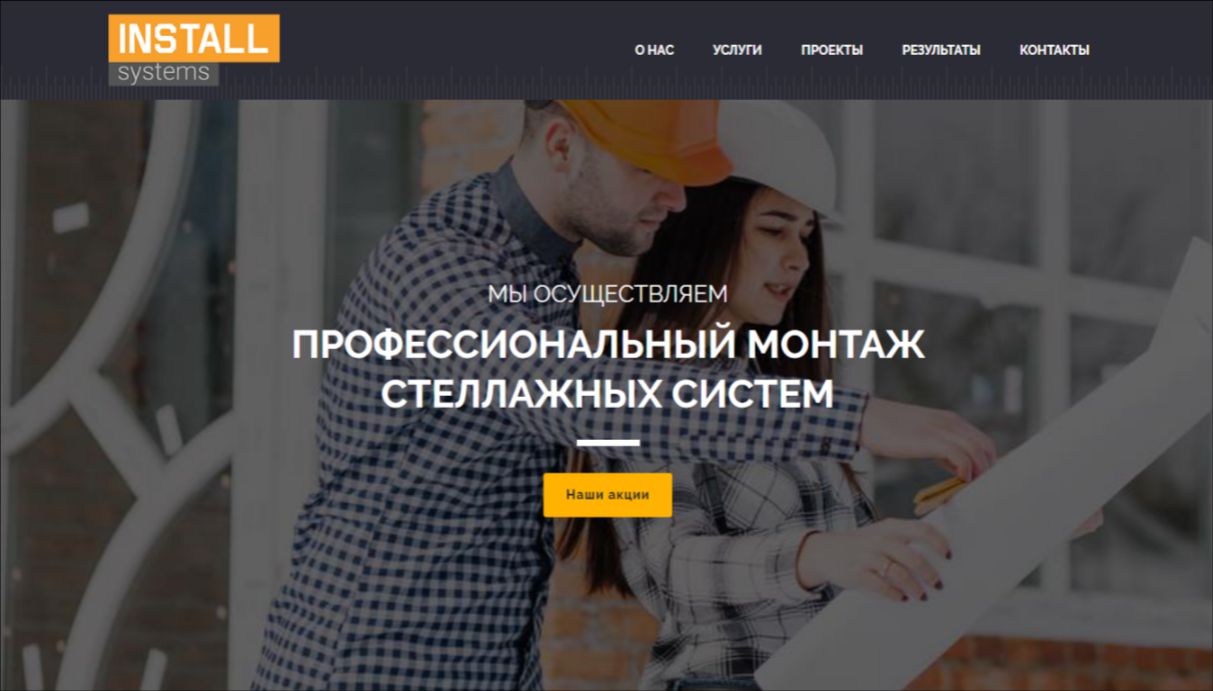 INSTALL
systems
О НАС УСЛУГИ ПРОЕКТЫ РЕЗУЛЬТАТЫ КОНТАКТЫ
МЫ ОСУЩЕСТВЛЯЕМ
ПРОФЕССИОНАЛЬНЫЙ МОНТАЖ
СТЕЛЛАЖНЫХ СИСТЕМ
Наши акции